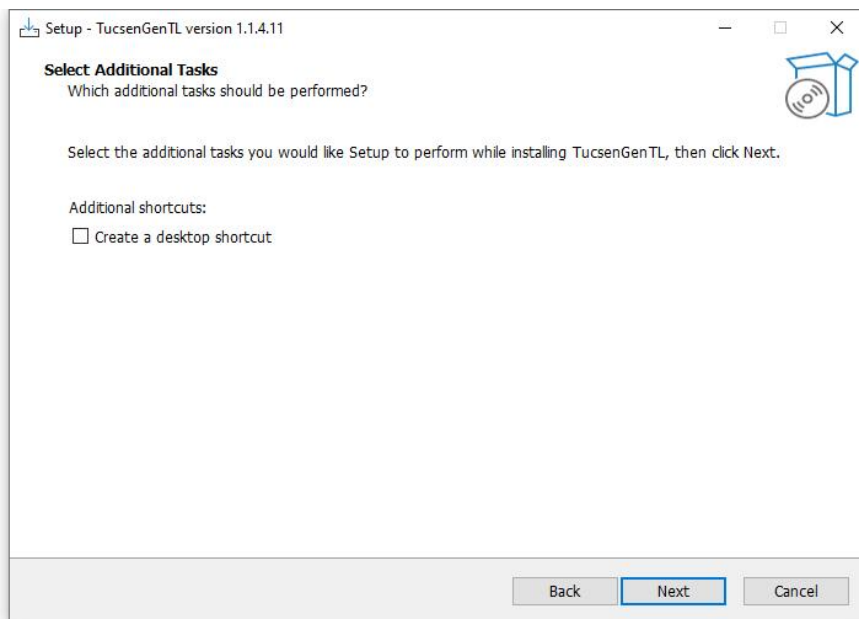 Setup - TucsenGenTL version 1.1.4.11
Select Additional Tasks
Which additional tasks should be performed?
Select the additional tasks you would like Setup to perform while installing TucsenGenTL, then click Next.
Additional shortcuts:
Create a desktop shortcut
Back Next Cancel